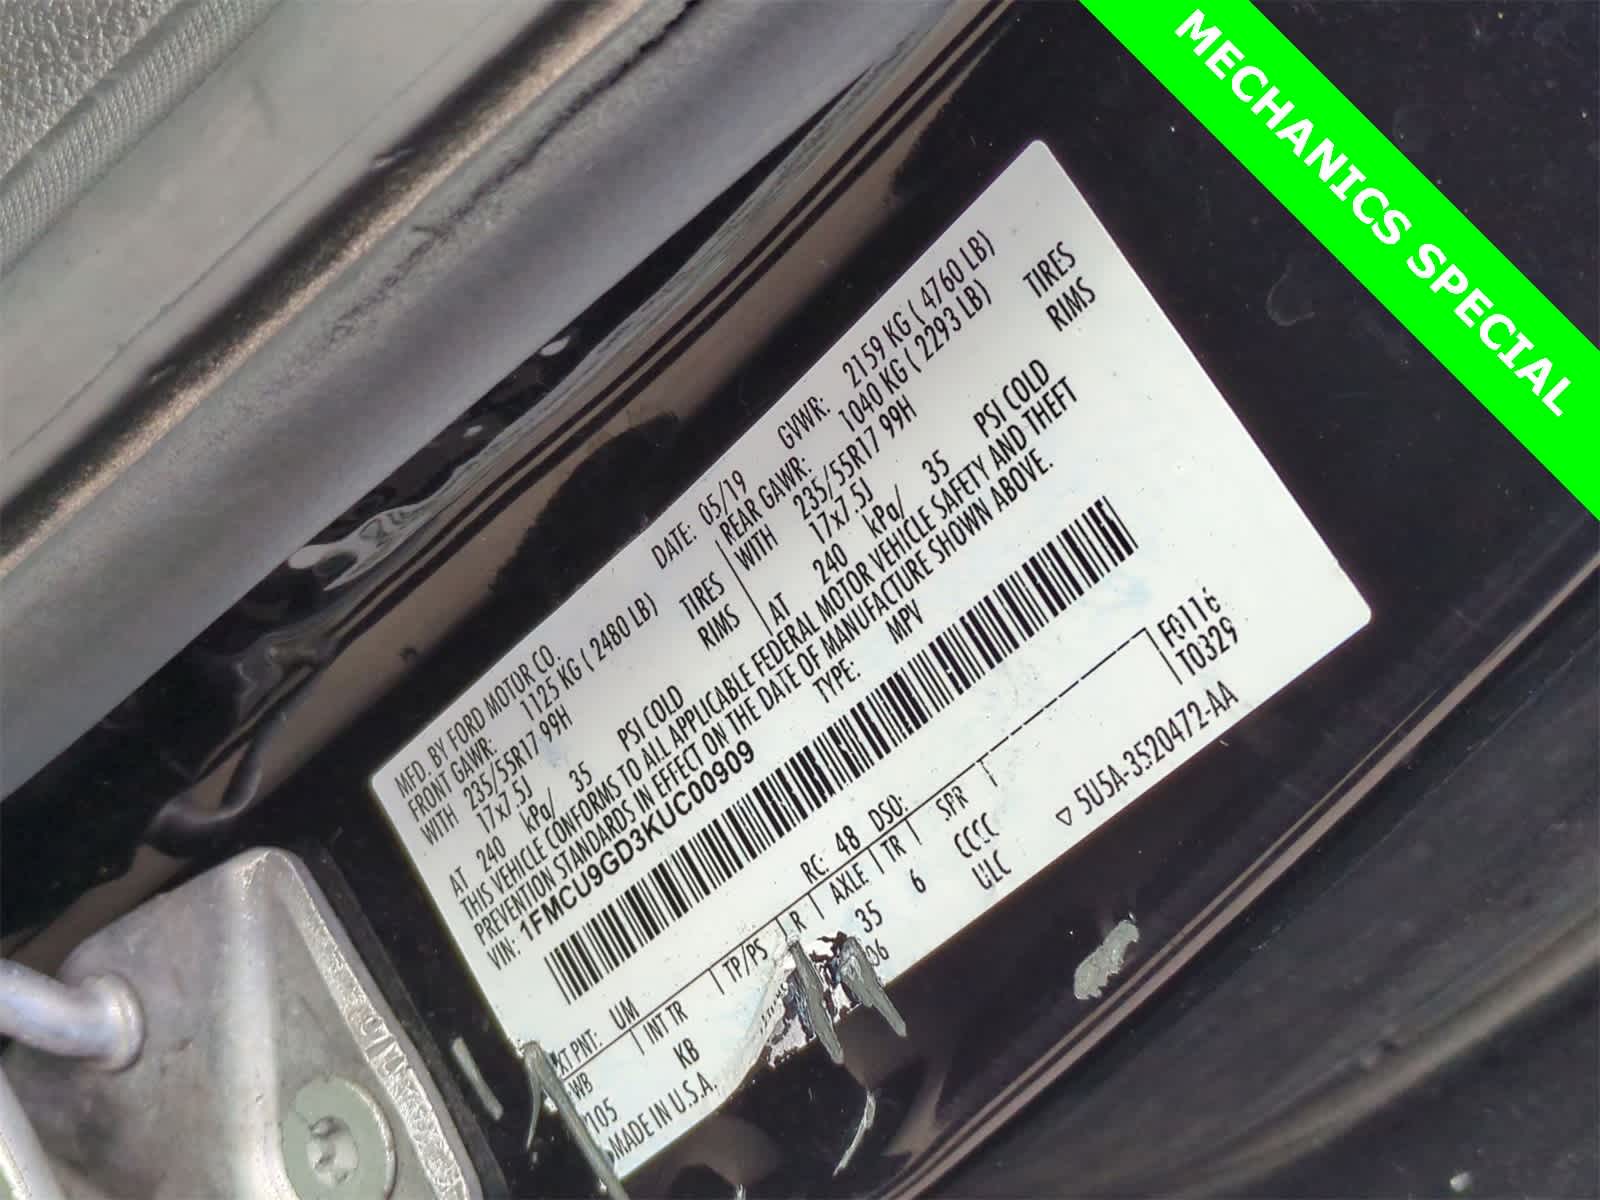 MECHANICS SPECIAL
MFD. BY FORD MOTOR CO. DATE: 05/19 GVWR: 2159 KG ( 4760 LB)
FRONT GAWR: 1125 KG ( 2480 LB) REAR GAWR: 1040 KG ( 2293 LB)
WITH 235/55R17 99H TIRES WITH 235/55R17 99H TIRES
17x7.5J RIMS 17x7.5J RIMS
AT 240 kPa/ 35 PSI COLD AT 240 kPa/ 35 PSI COLD
THIS VEHICLE CONFORMS TO ALL APPLICABLE FEDERAL MOTOR VEHICLE SAFETY AND THEFT
PREVENTION STANDARDS IN EFFECT ON THE DATE OF MANUFACTURE SHOWN ABOVE.
VIN: 1FMCU9GD3KUC00909 TYPE: MPV
XT PNT: UM RC: 48 DSO:
WB INT TR TP/PS R AXLE TR SPR
105 KB 35 6 CCCC
ULC
F0116
T0329
MADE IN U.S.A.
▽ 5U5A-3520472-AA